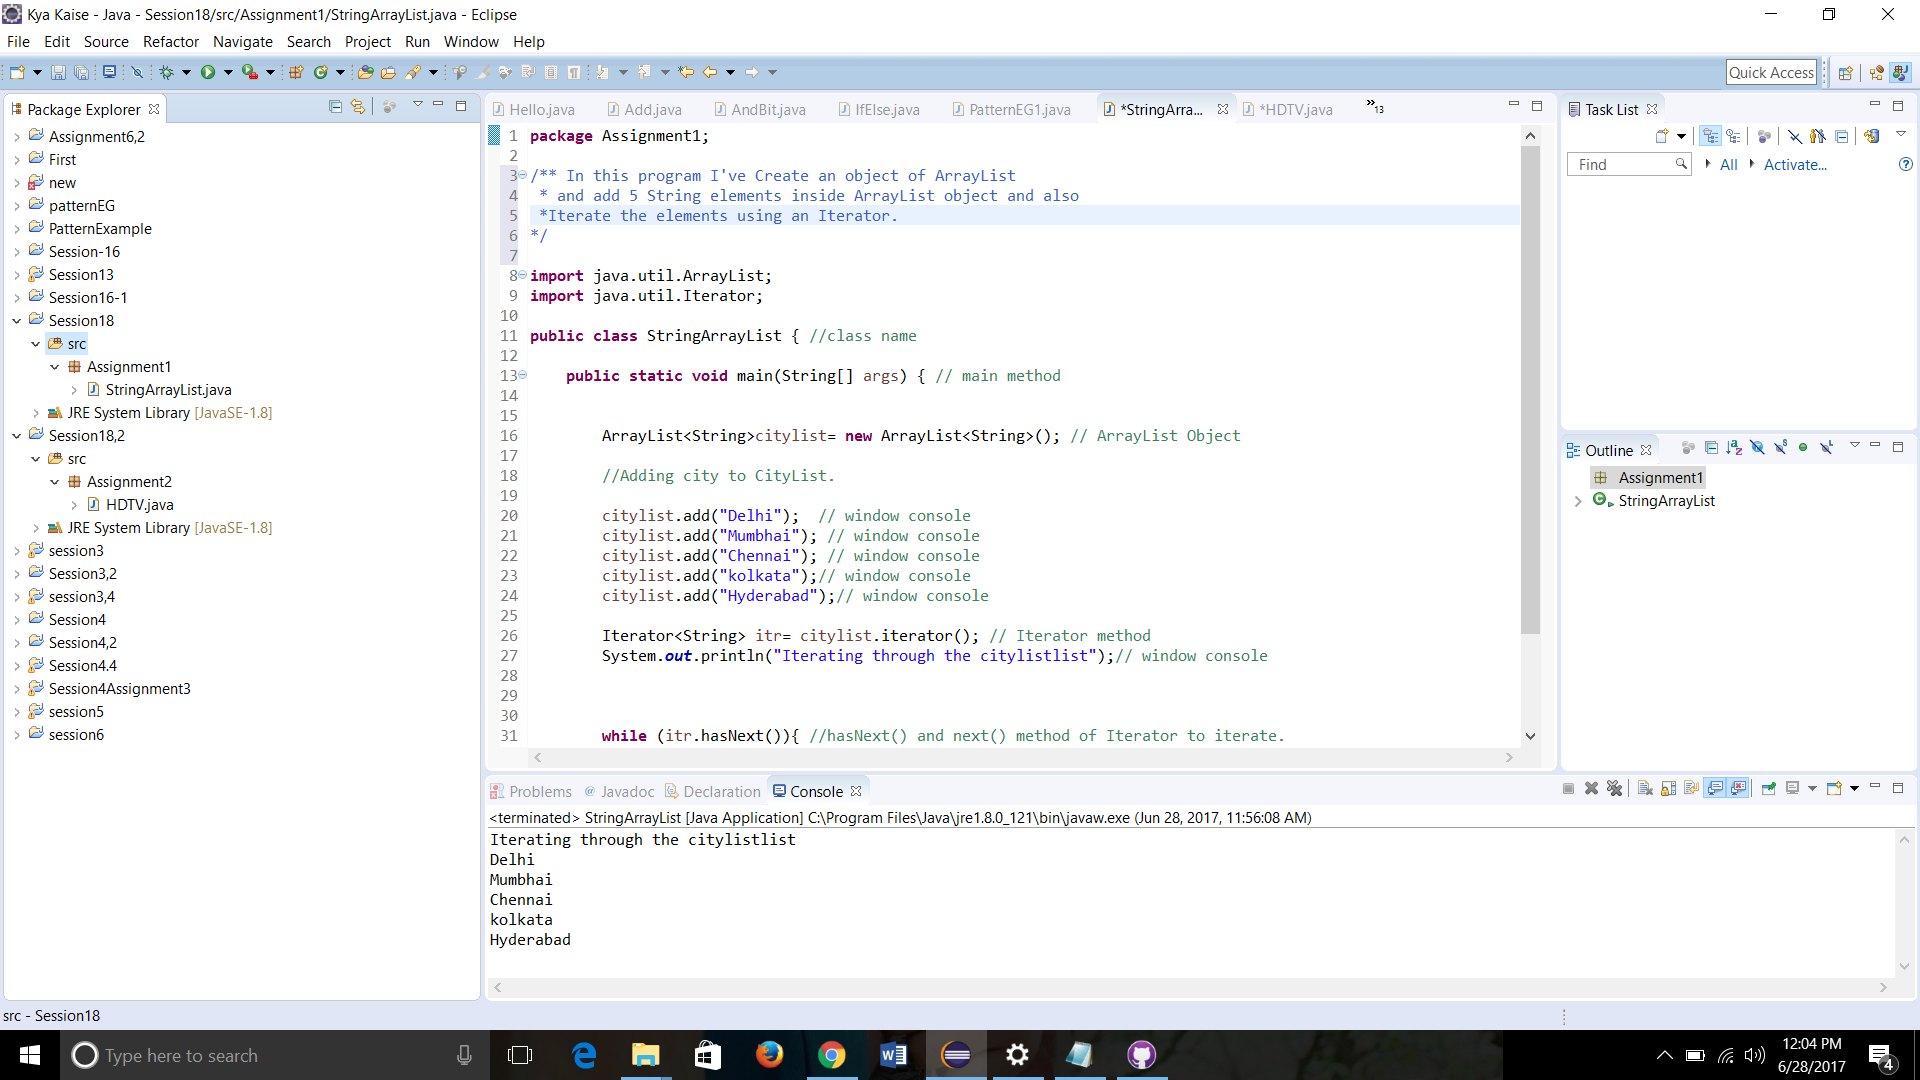 Kya Kaise - Java - Session18/src/Assignment1/StringArrayList.java - Eclipse
File Edit Source Refactor Navigate Search Project Run Window Help
Quick Access
Package Explorer
Assignment6,2
First
new
patternEG
PatternExample
Session-16
Session13
Session16-1
Session18
src
Assignment1
StringArrayList.java
JRE System Library [JavaSE-1.8]
Session18,2
src
Assignment2
HDTV.java
JRE System Library [JavaSE-1.8]
session3
Session3,2
session3,4
Session4
Session4,2
Session4.4
Session4Assignment3
session5
session6
Hello.java Add.java AndBit.java IfElse.java PatternEG1.java *StringArra... *HDTV.java »13
1 package Assignment1;
2
3 /** In this program I've Create an object of ArrayList
4 * and add 5 String elements inside ArrayList object and also
5 *Iterate the elements using an Iterator.
6 */
7
8 import java.util.ArrayList;
9 import java.util.Iterator;
10
11 public class StringArrayList { //class name
12
13 public static void main(String[] args) { // main method
14
15
16 ArrayList<String>citylist= new ArrayList<String>(); // ArrayList Object
17
18 //Adding city to CityList.
19
20 citylist.add("Delhi"); // window console
21 citylist.add("Mumbhai"); // window console
22 citylist.add("Chennai"); // window console
23 citylist.add("kolkata");// window console
24 citylist.add("Hyderabad");// window console
25
26 Iterator<String> itr= citylist.iterator(); // Iterator method
27 System.out.println("Iterating through the citylistlist");// window console
28
29
30
31 while (itr.hasNext()){ //hasNext() and next() method of Iterator to iterate.
Task List
Find All Activate...
Outline
Assignment1
StringArrayList
Problems @ Javadoc Declaration Console
<terminated> StringArrayList [Java Application] C:\Program Files\Java\jre1.8.0_121\bin\javaw.exe (Jun 28, 2017, 11:56:08 AM)
Iterating through the citylistlist
Delhi
Mumbhai
Chennai
kolkata
Hyderabad
src - Session18
Type here to search
12:04 PM
6/28/2017
4